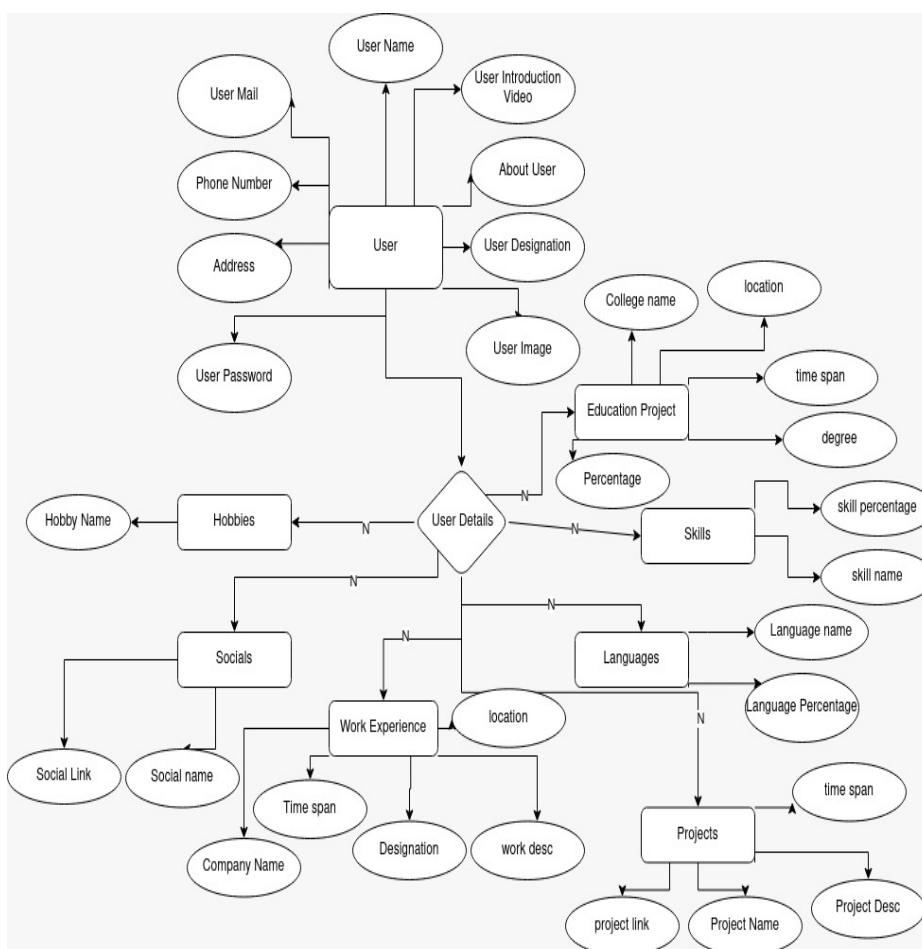 User Name
User Mail
User Introduction
Video
Phone Number
About User
User
User Designation
Address
College name
location
User Image
User Password
time span
Education Project
degree
Percentage
N
Hobby Name
Hobbies
N
User Details
N
Skills
skill percentage
skill name
N
N
N
Socials
Languages
Language name
Language Percentage
location
Work Experience
N
Social Link
Social name
Time span
Designation
work desc
Company Name
time span
Projects
project link
Project Name
Project Desc